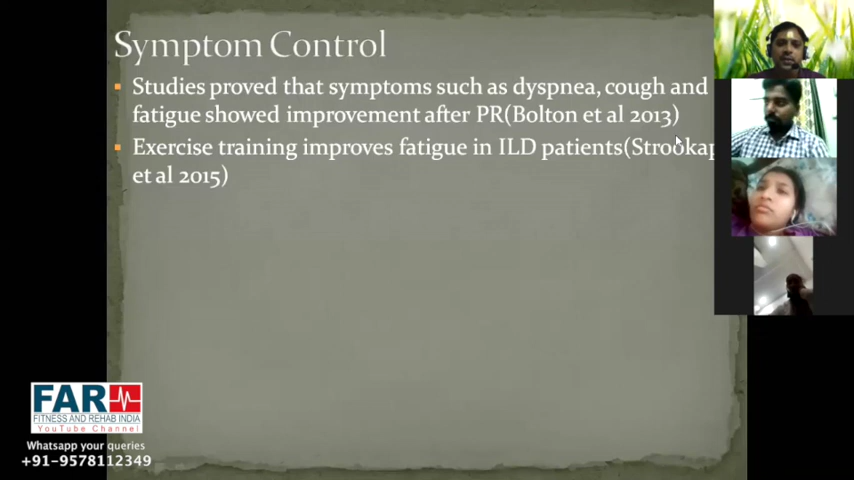 Symptom Control
Studies proved that symptoms such as dyspnea, cough and
fatigue showed improvement after PR(Bolton et al 2013)
Exercise training improves fatigue in ILD patients(Strookap
et al 2015)
FAR
FITNESS AND REHAB INDIA
YouTube Channel
Whatsapp your queries
+91-9578112349